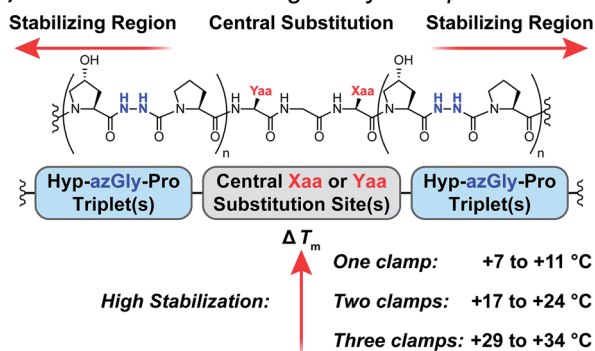 Stabilizing Region Central Substitution Stabilizing Region
OH OH
H H H Yaa H Xaa H H
N N N N N N N N N N N
O O n O O O O O n
Hyp-azGly-Pro Triplet(s)
Central Xaa or Yaa Substitution Site(s)
Hyp-azGly-Pro Triplet(s)
Δ Tm
One clamp: +7 to +11 °C
High Stabilization: Two clamps: +17 to +24 °C
Three clamps: +29 to +34 °C